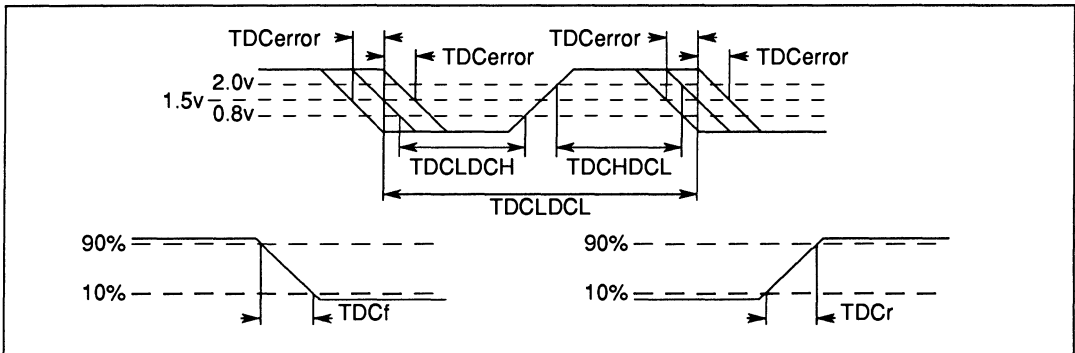 TDCerror TDCerror
TDCerror TDCerror
2.0v
1.5v
0.8v
TDCLDCH TDCHDCL
TDCLDCL
90% 90%
10% 10%
TDCf TDCr